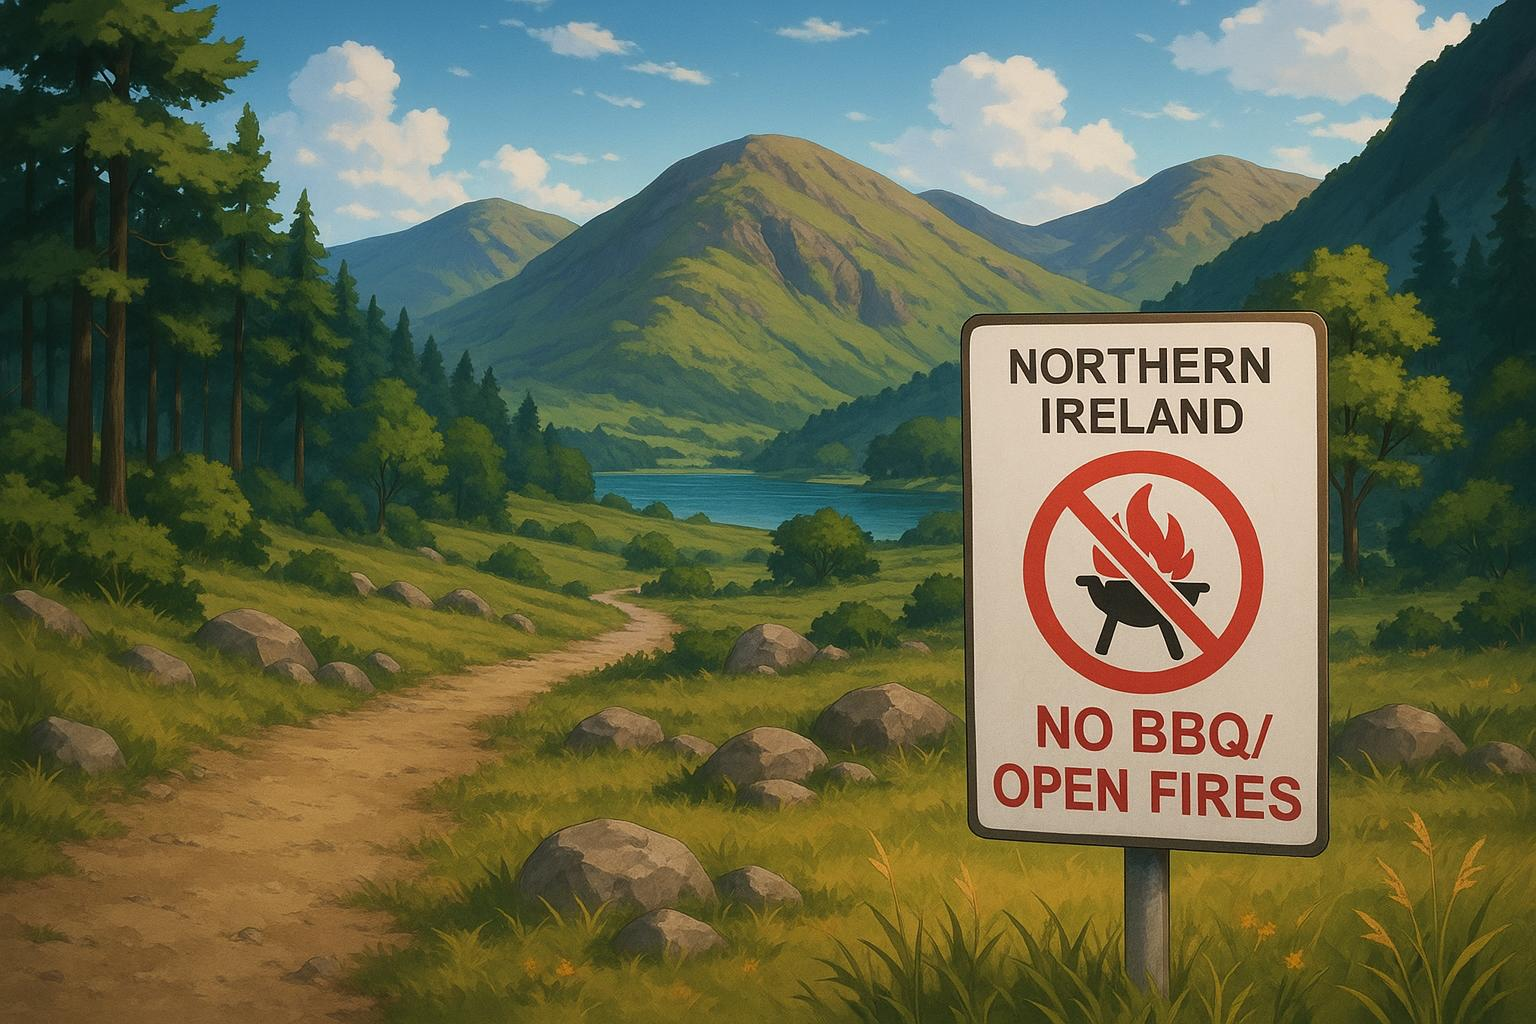 NORTHERN
IRELAND
NO BBQ/
OPEN FIRES